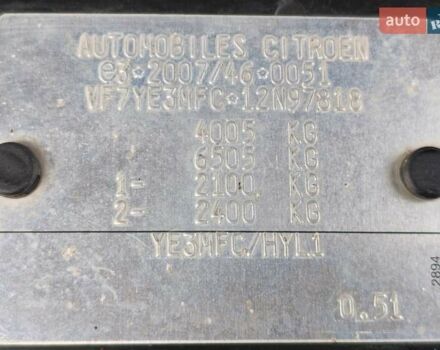 auto
AUTOMOBILES CITROEN
e3*2007/46*0051
VF7YE3MFC*12N97818
4005 KG
6505 KG
1- 2100 KG
2- 2400 KG
YE3MFC/HYL1
0.51
2894